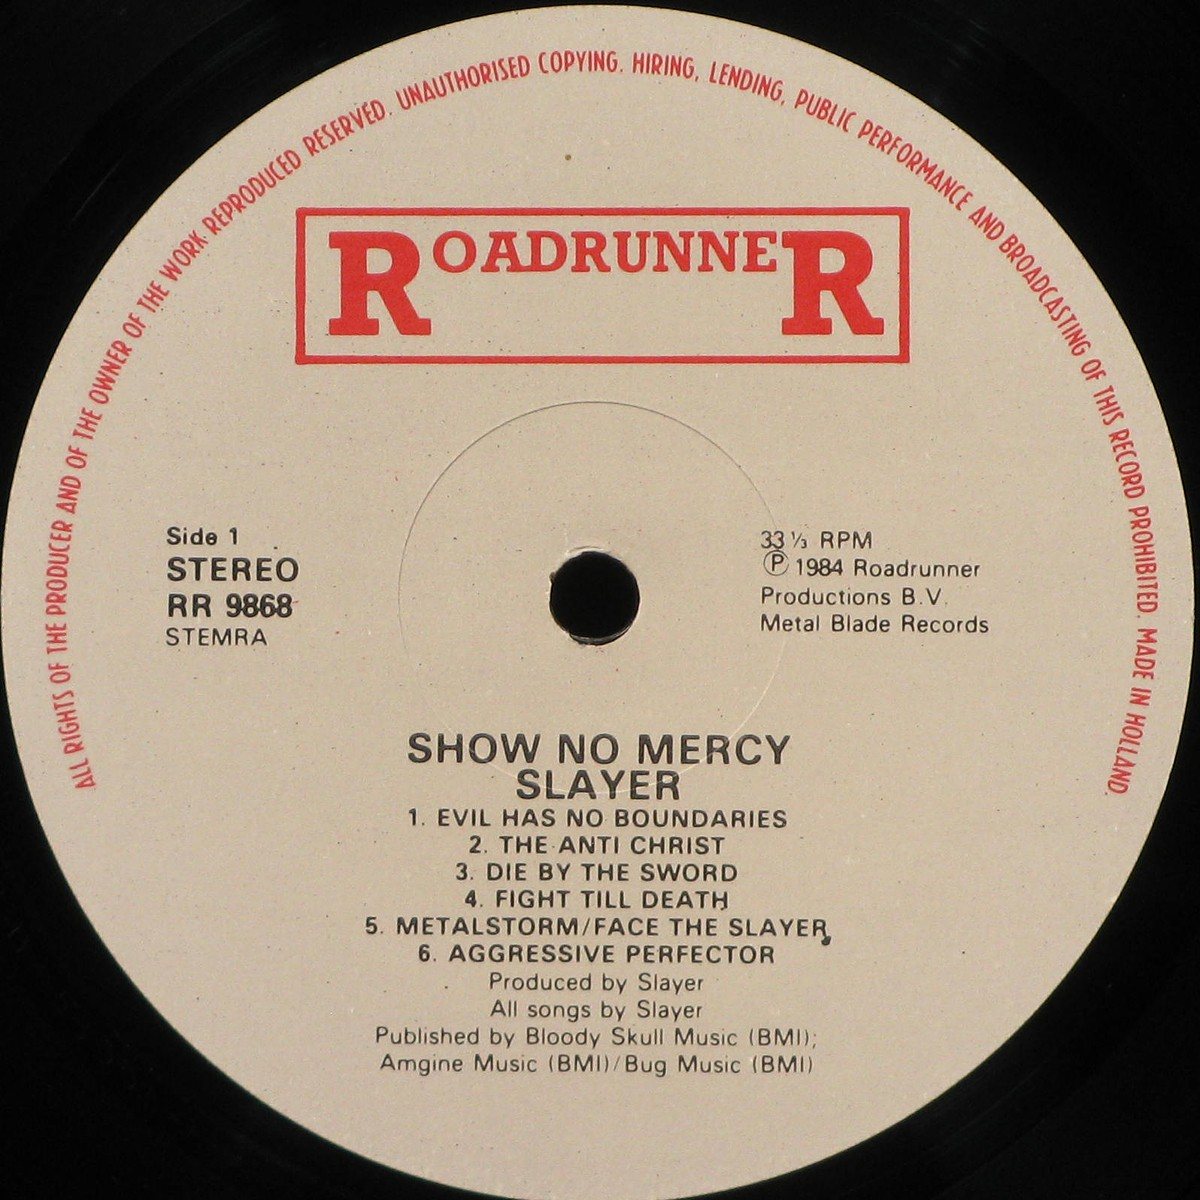 ALL RIGHTS OF THE PRODUCER AND OF THE OWNER OF THE WORK REPRODUCED RESERVED. UNAUTHORISED COPYING. HIRING, LENDING, PUBLIC PERFORMANCE AND BROADCASTING OF THIS RECORD PROHIBITED. MADE IN HOLLAND.
ROADRUNNER
Side 1
STEREO
RR 9868
STEMRA
33 ⅓ RPM
Ⓟ 1984 Roadrunner
Productions B.V.
Metal Blade Records
SHOW NO MERCY
SLAYER
1. EVIL HAS NO BOUNDARIES
2. THE ANTI CHRIST
3. DIE BY THE SWORD
4. FIGHT TILL DEATH
5. METALSTORM/FACE THE SLAYER
6. AGGRESSIVE PERFECTOR
Produced by Slayer
All songs by Slayer
Published by Bloody Skull Music (BMI);
Amgine Music (BMI)/Bug Music (BMI)